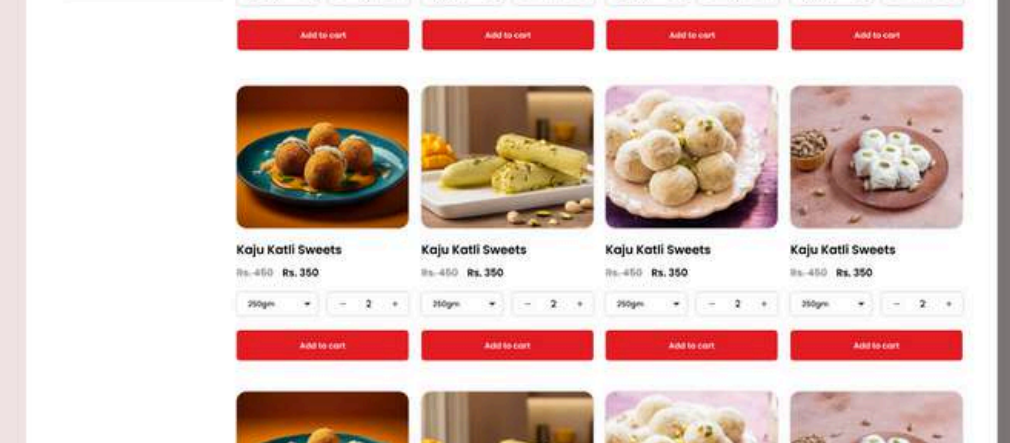 Add to cart Add to cart Add to cart Add to cart
Kaju Katli Sweets Kaju Katli Sweets Kaju Katli Sweets Kaju Katli Sweets
Rs. 450 Rs. 350 Rs. 450 Rs. 350 Rs. 450 Rs. 350 Rs. 450 Rs. 350
250gm − 2 + 250gm − 2 + 250gm − 2 + 250gm − 2 +
Add to cart Add to cart Add to cart Add to cart